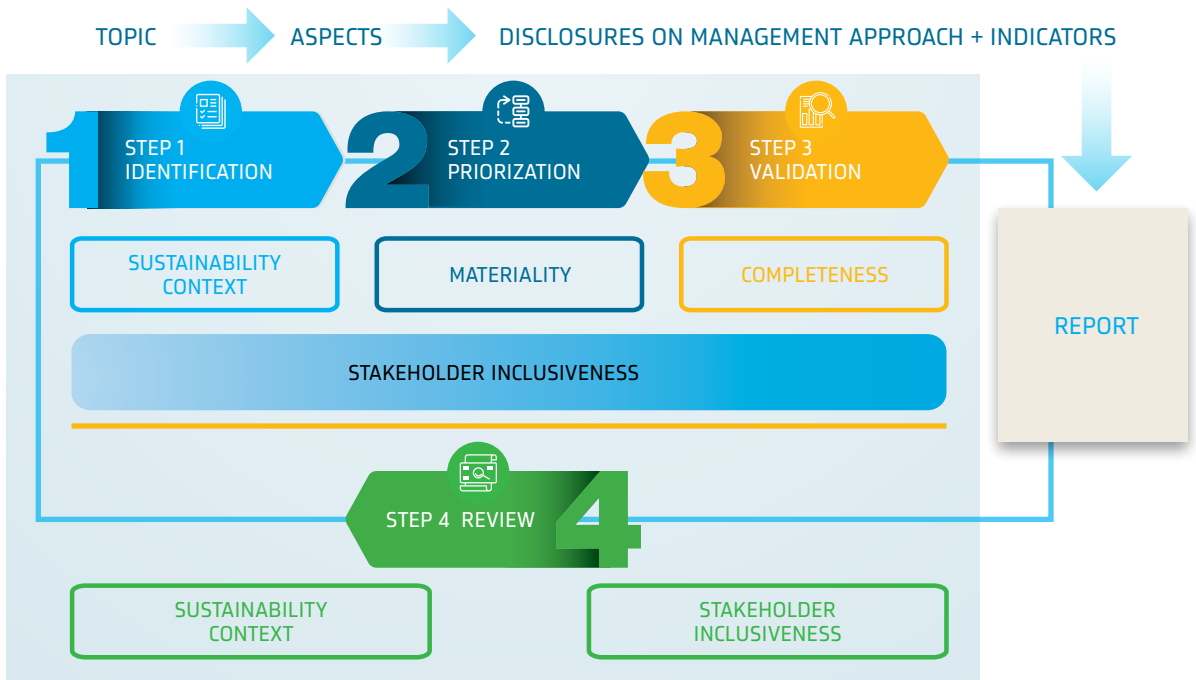 TOPIC ASPECTS DISCLOSURES ON MANAGEMENT APPROACH + INDICATORS
1
STEP 1
IDENTIFICATION
2
STEP 2
PRIORIZATION
3
STEP 3
VALIDATION
SUSTAINABILITY
CONTEXT
MATERIALITY
COMPLETENESS
REPORT
STAKEHOLDER INCLUSIVENESS
STEP 4 REVIEW 4
SUSTAINABILITY
CONTEXT
STAKEHOLDER
INCLUSIVENESS